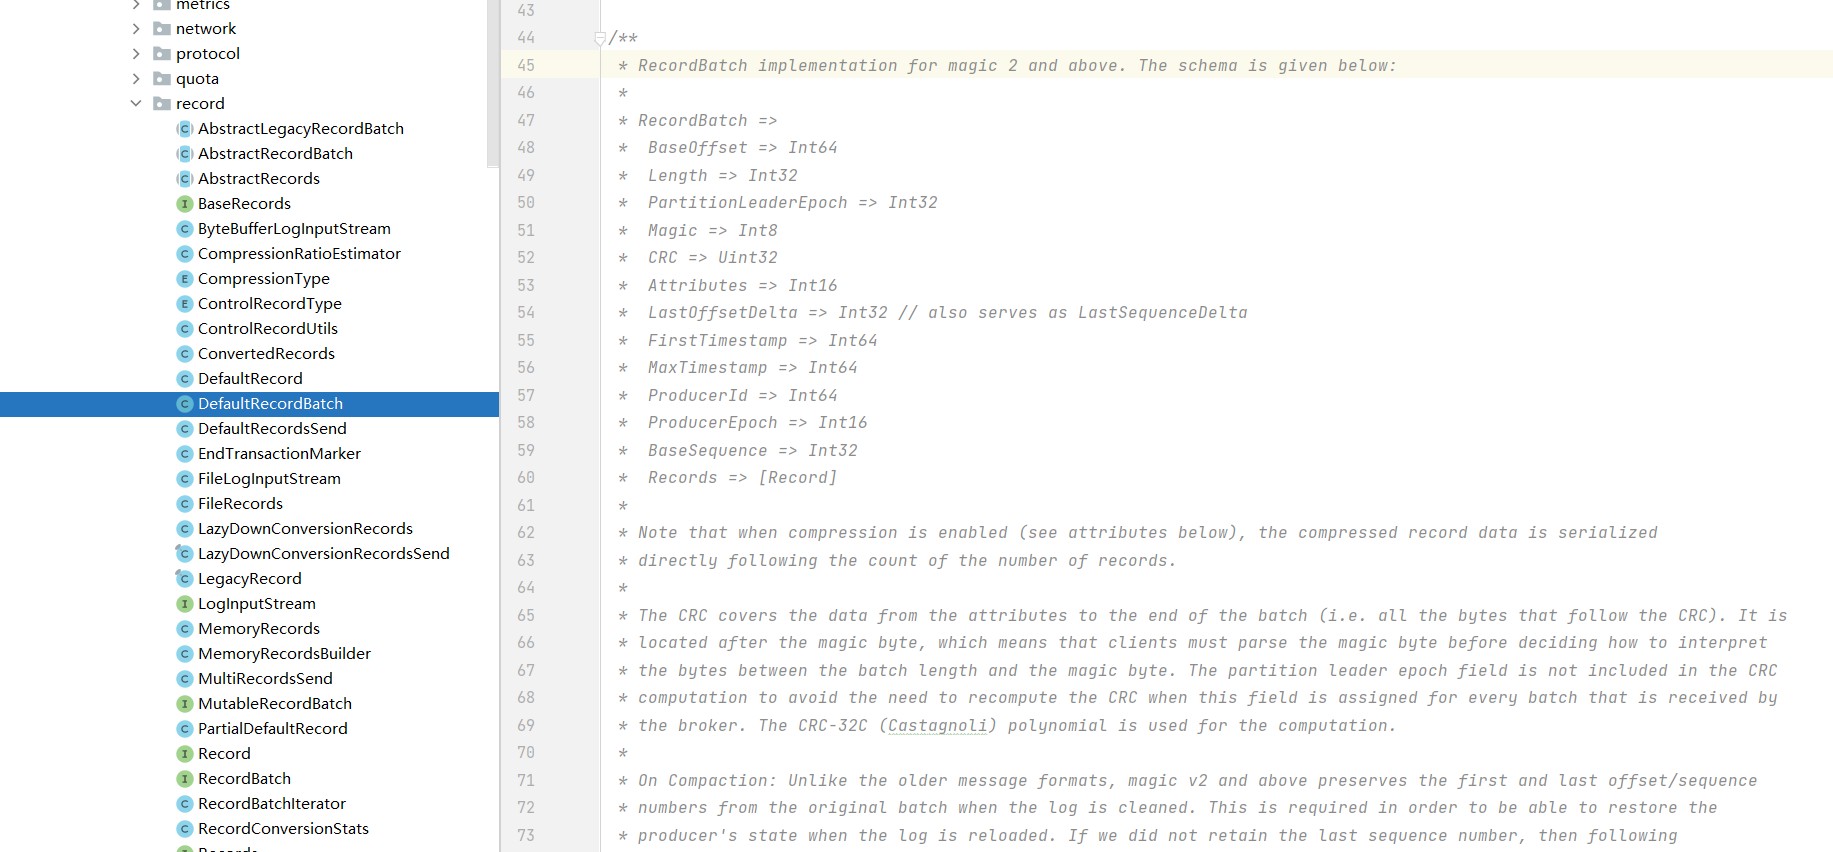 metrics
network
protocol
quota
record
AbstractLegacyRecordBatch
AbstractRecordBatch
AbstractRecords
BaseRecords
ByteBufferLogInputStream
CompressionRatioEstimator
CompressionType
ControlRecordType
ControlRecordUtils
ConvertedRecords
DefaultRecord
DefaultRecordBatch
DefaultRecordsSend
EndTransactionMarker
FileLogInputStream
FileRecords
LazyDownConversionRecords
LazyDownConversionRecordsSend
LegacyRecord
LogInputStream
MemoryRecords
MemoryRecordsBuilder
MultiRecordsSend
MutableRecordBatch
PartialDefaultRecord
Record
RecordBatch
RecordBatchIterator
RecordConversionStats
Records
43
44 /**
45 * RecordBatch implementation for magic 2 and above. The schema is given below:
46 *
47 * RecordBatch =>
48 *  BaseOffset => Int64
49 *  Length => Int32
50 *  PartitionLeaderEpoch => Int32
51 *  Magic => Int8
52 *  CRC => Uint32
53 *  Attributes => Int16
54 *  LastOffsetDelta => Int32 // also serves as LastSequenceDelta
55 *  FirstTimestamp => Int64
56 *  MaxTimestamp => Int64
57 *  ProducerId => Int64
58 *  ProducerEpoch => Int16
59 *  BaseSequence => Int32
60 *  Records => [Record]
61 *
62 * Note that when compression is enabled (see attributes below), the compressed record data is serialized
63 * directly following the count of the number of records.
64 *
65 * The CRC covers the data from the attributes to the end of the batch (i.e. all the bytes that follow the CRC). It is
66 * located after the magic byte, which means that clients must parse the magic byte before deciding how to interpret
67 * the bytes between the batch length and the magic byte. The partition leader epoch field is not included in the CRC
68 * computation to avoid the need to recompute the CRC when this field is assigned for every batch that is received by
69 * the broker. The CRC-32C (Castagnoli) polynomial is used for the computation.
70 *
71 * On Compaction: Unlike the older message formats, magic v2 and above preserves the first and last offset/sequence
72 * numbers from the original batch when the log is cleaned. This is required in order to be able to restore the
73 * producer's state when the log is reloaded. If we did not retain the last sequence number, then following